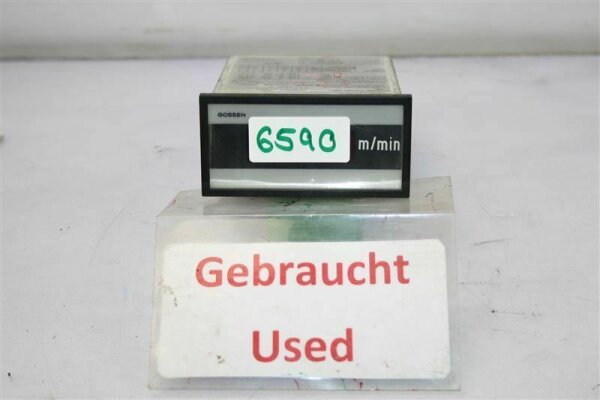 GOSSEN
6590
m/min
Gebraucht
Used